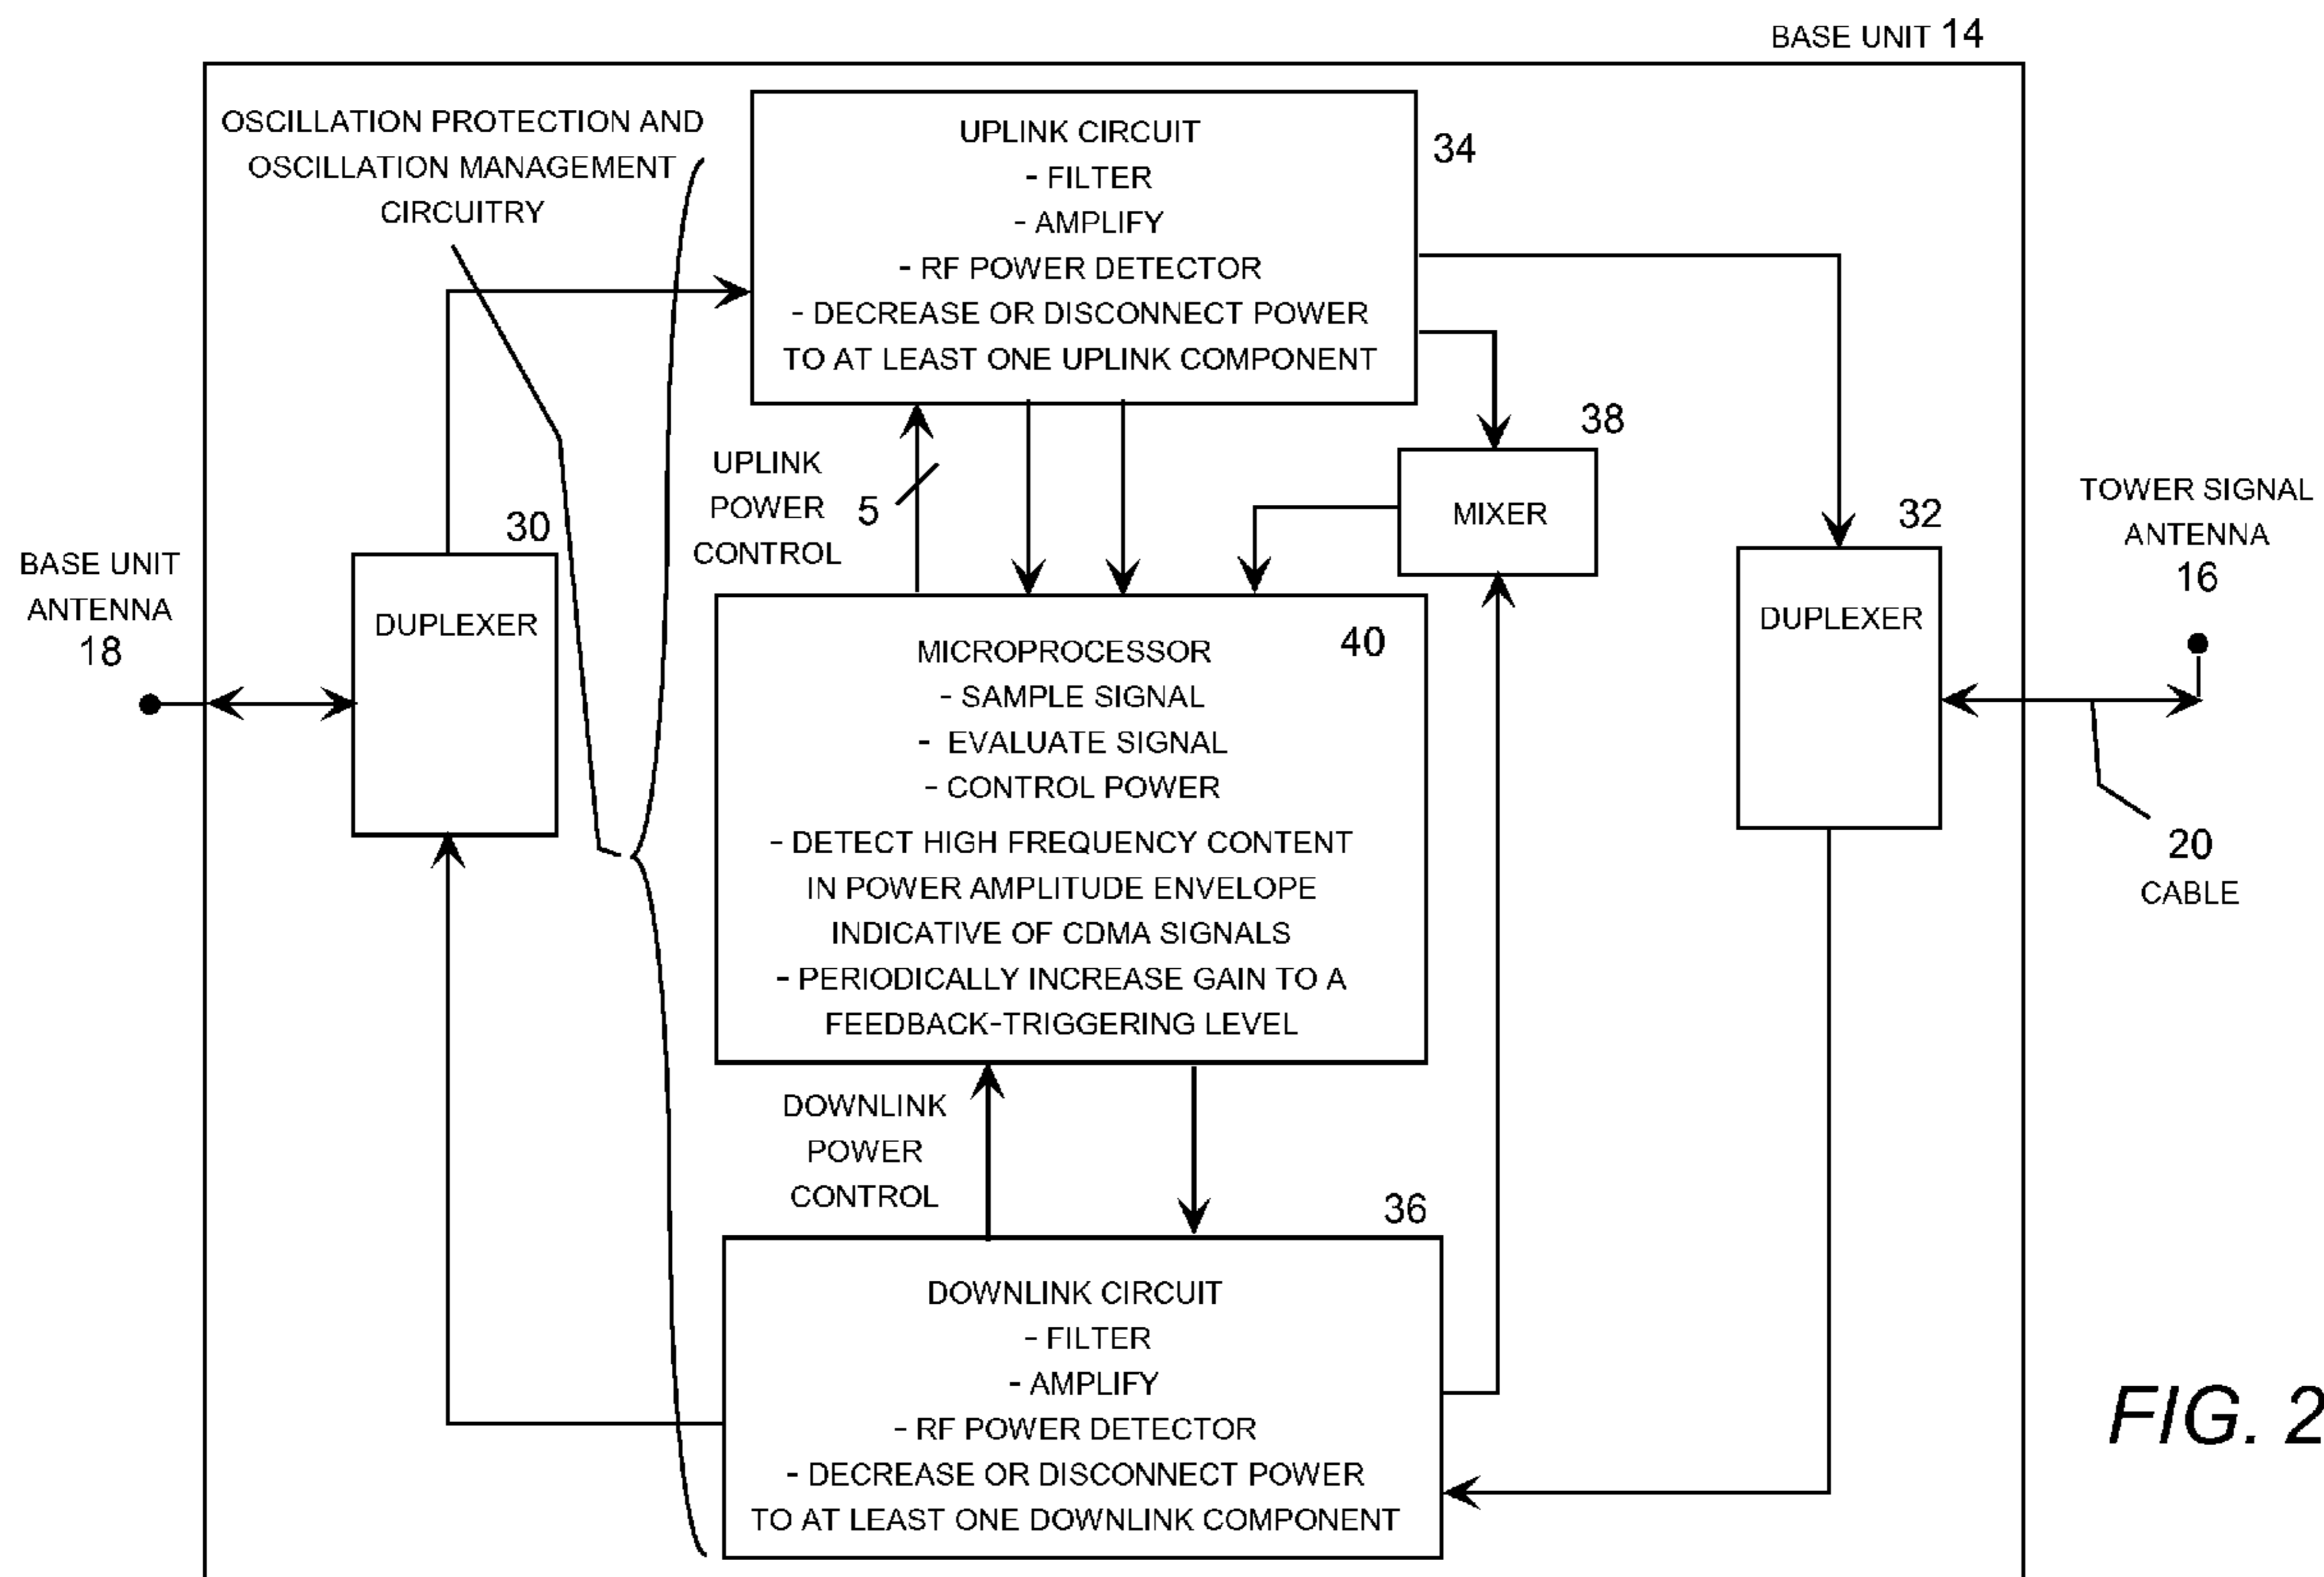 BASE UNIT 14
OSCILLATION PROTECTION AND
OSCILLATION MANAGEMENT
CIRCUITRY
UPLINK CIRCUIT
- FILTER
- AMPLIFY
- RF POWER DETECTOR
- DECREASE OR DISCONNECT POWER
TO AT LEAST ONE UPLINK COMPONENT
34
38
MIXER
UPLINK
POWER
CONTROL
5
30
DUPLEXER
BASE UNIT
ANTENNA
18
32
DUPLEXER
TOWER SIGNAL
ANTENNA
16
20
CABLE
40
MICROPROCESSOR
- SAMPLE SIGNAL
- EVALUATE SIGNAL
- CONTROL POWER
- DETECT HIGH FREQUENCY CONTENT
IN POWER AMPLITUDE ENVELOPE
INDICATIVE OF CDMA SIGNALS
- PERIODICALLY INCREASE GAIN TO A
FEEDBACK-TRIGGERING LEVEL
DOWNLINK
POWER
CONTROL
36
DOWNLINK CIRCUIT
- FILTER
- AMPLIFY
- RF POWER DETECTOR
- DECREASE OR DISCONNECT POWER
TO AT LEAST ONE DOWNLINK COMPONENT
FIG. 2